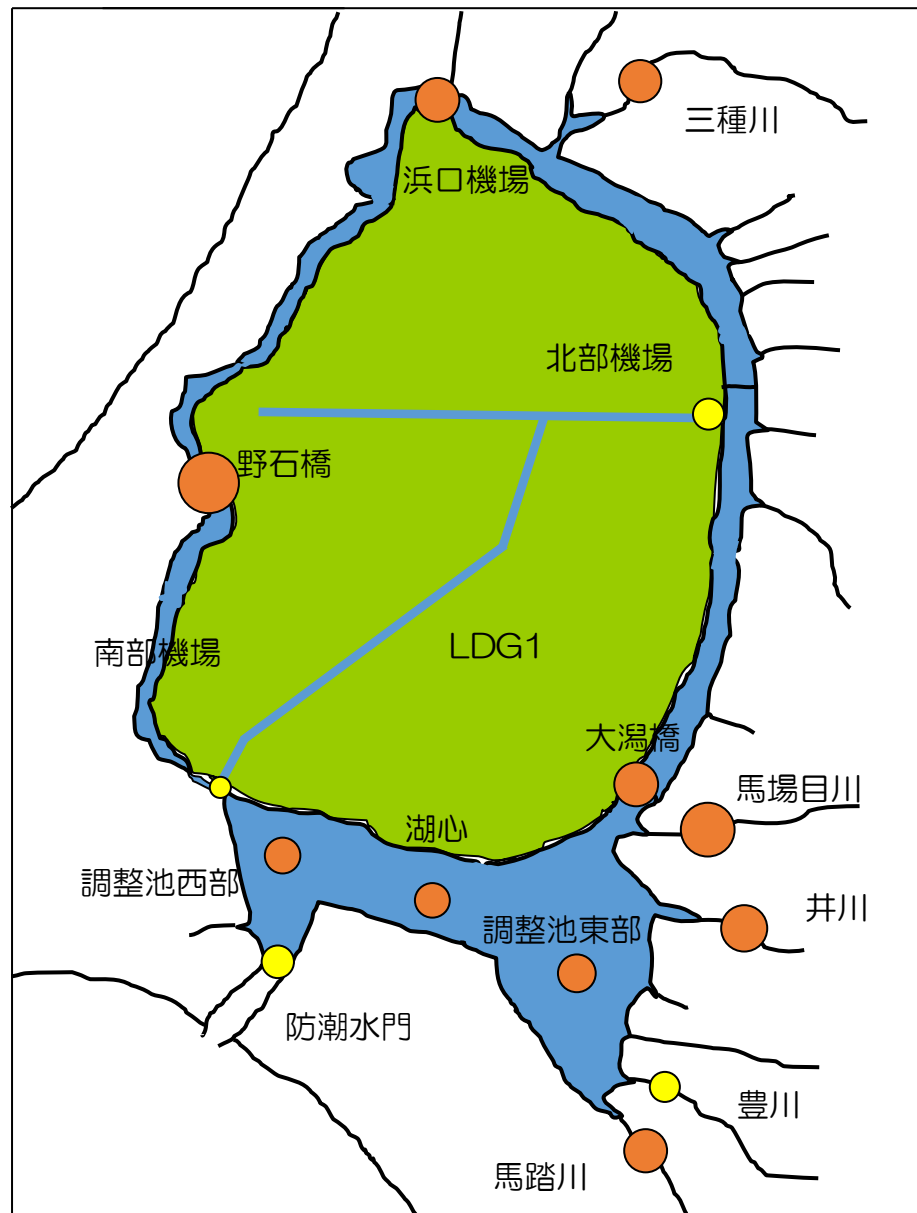 三種川
浜口機場
北部機場
野石橋
南部機場
LDG1
大潟橋
馬場目川
湖心
調整池西部
井川
調整池東部
防潮水門
豊川
馬踏川